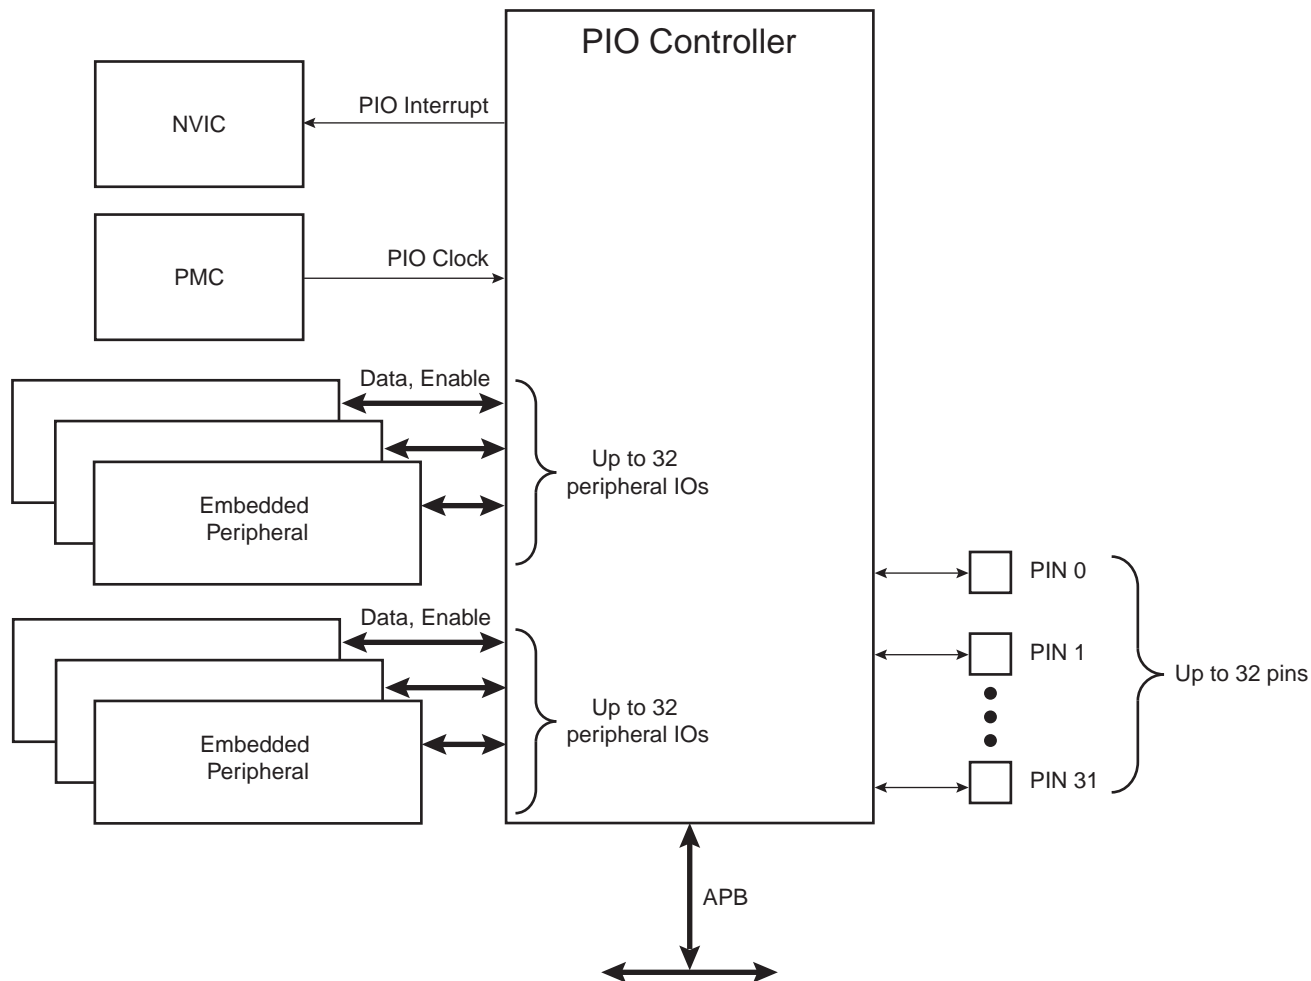 PIO Controller
PIO Interrupt
NVIC
PIO Clock
PMC
Data, Enable
Up to 32
peripheral IOs
Embedded
Peripheral
PIN 0
Data, Enable
PIN 1
Up to 32 pins
Up to 32
peripheral IOs
Embedded
Peripheral
PIN 31
APB